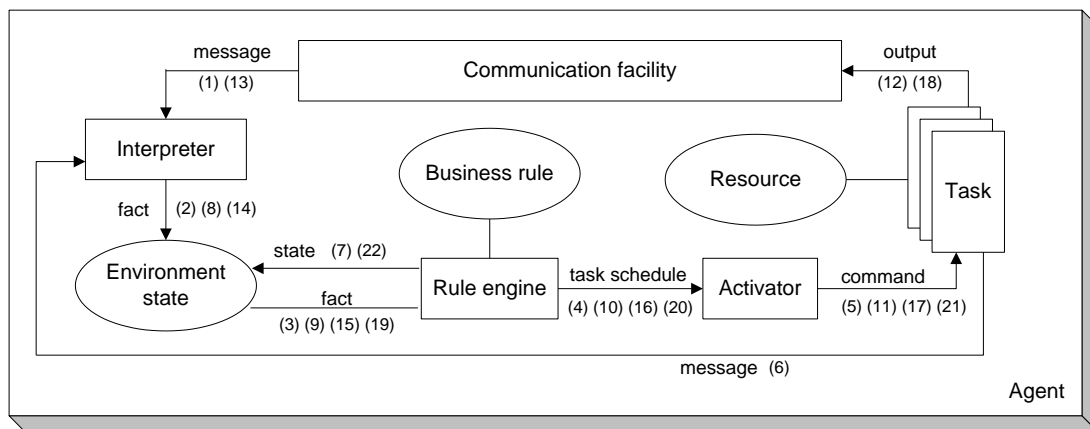 message
(1) (13)
Communication facility
output
(12) (18)
Interpreter
Business rule
Resource
Task
fact
(2) (8) (14)
Environment
state
state
(7) (22)
fact
(3) (9) (15) (19)
Rule engine
task schedule
(4) (10) (16) (20)
Activator
command
(5) (11) (17) (21)
message (6)
Agent